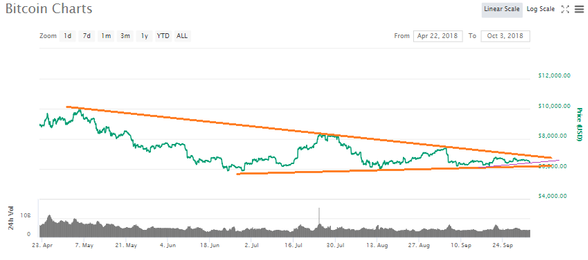 Bitcoin Charts
Linear Scale Log Scale
Zoom 1d 7d 1m 3m 1y YTD ALL
From Apr 22, 2018 To Oct 3, 2018
$12,000.00
$10,000.00
$8,000.00
$6,000.00
$4,000.00
Price (USD)
24h Vol
10B
0
23. Apr 7. May 21. May 4. Jun 18. Jun 2. Jul 16. Jul 30. Jul 13. Aug 27. Aug 10. Sep 24. Sep